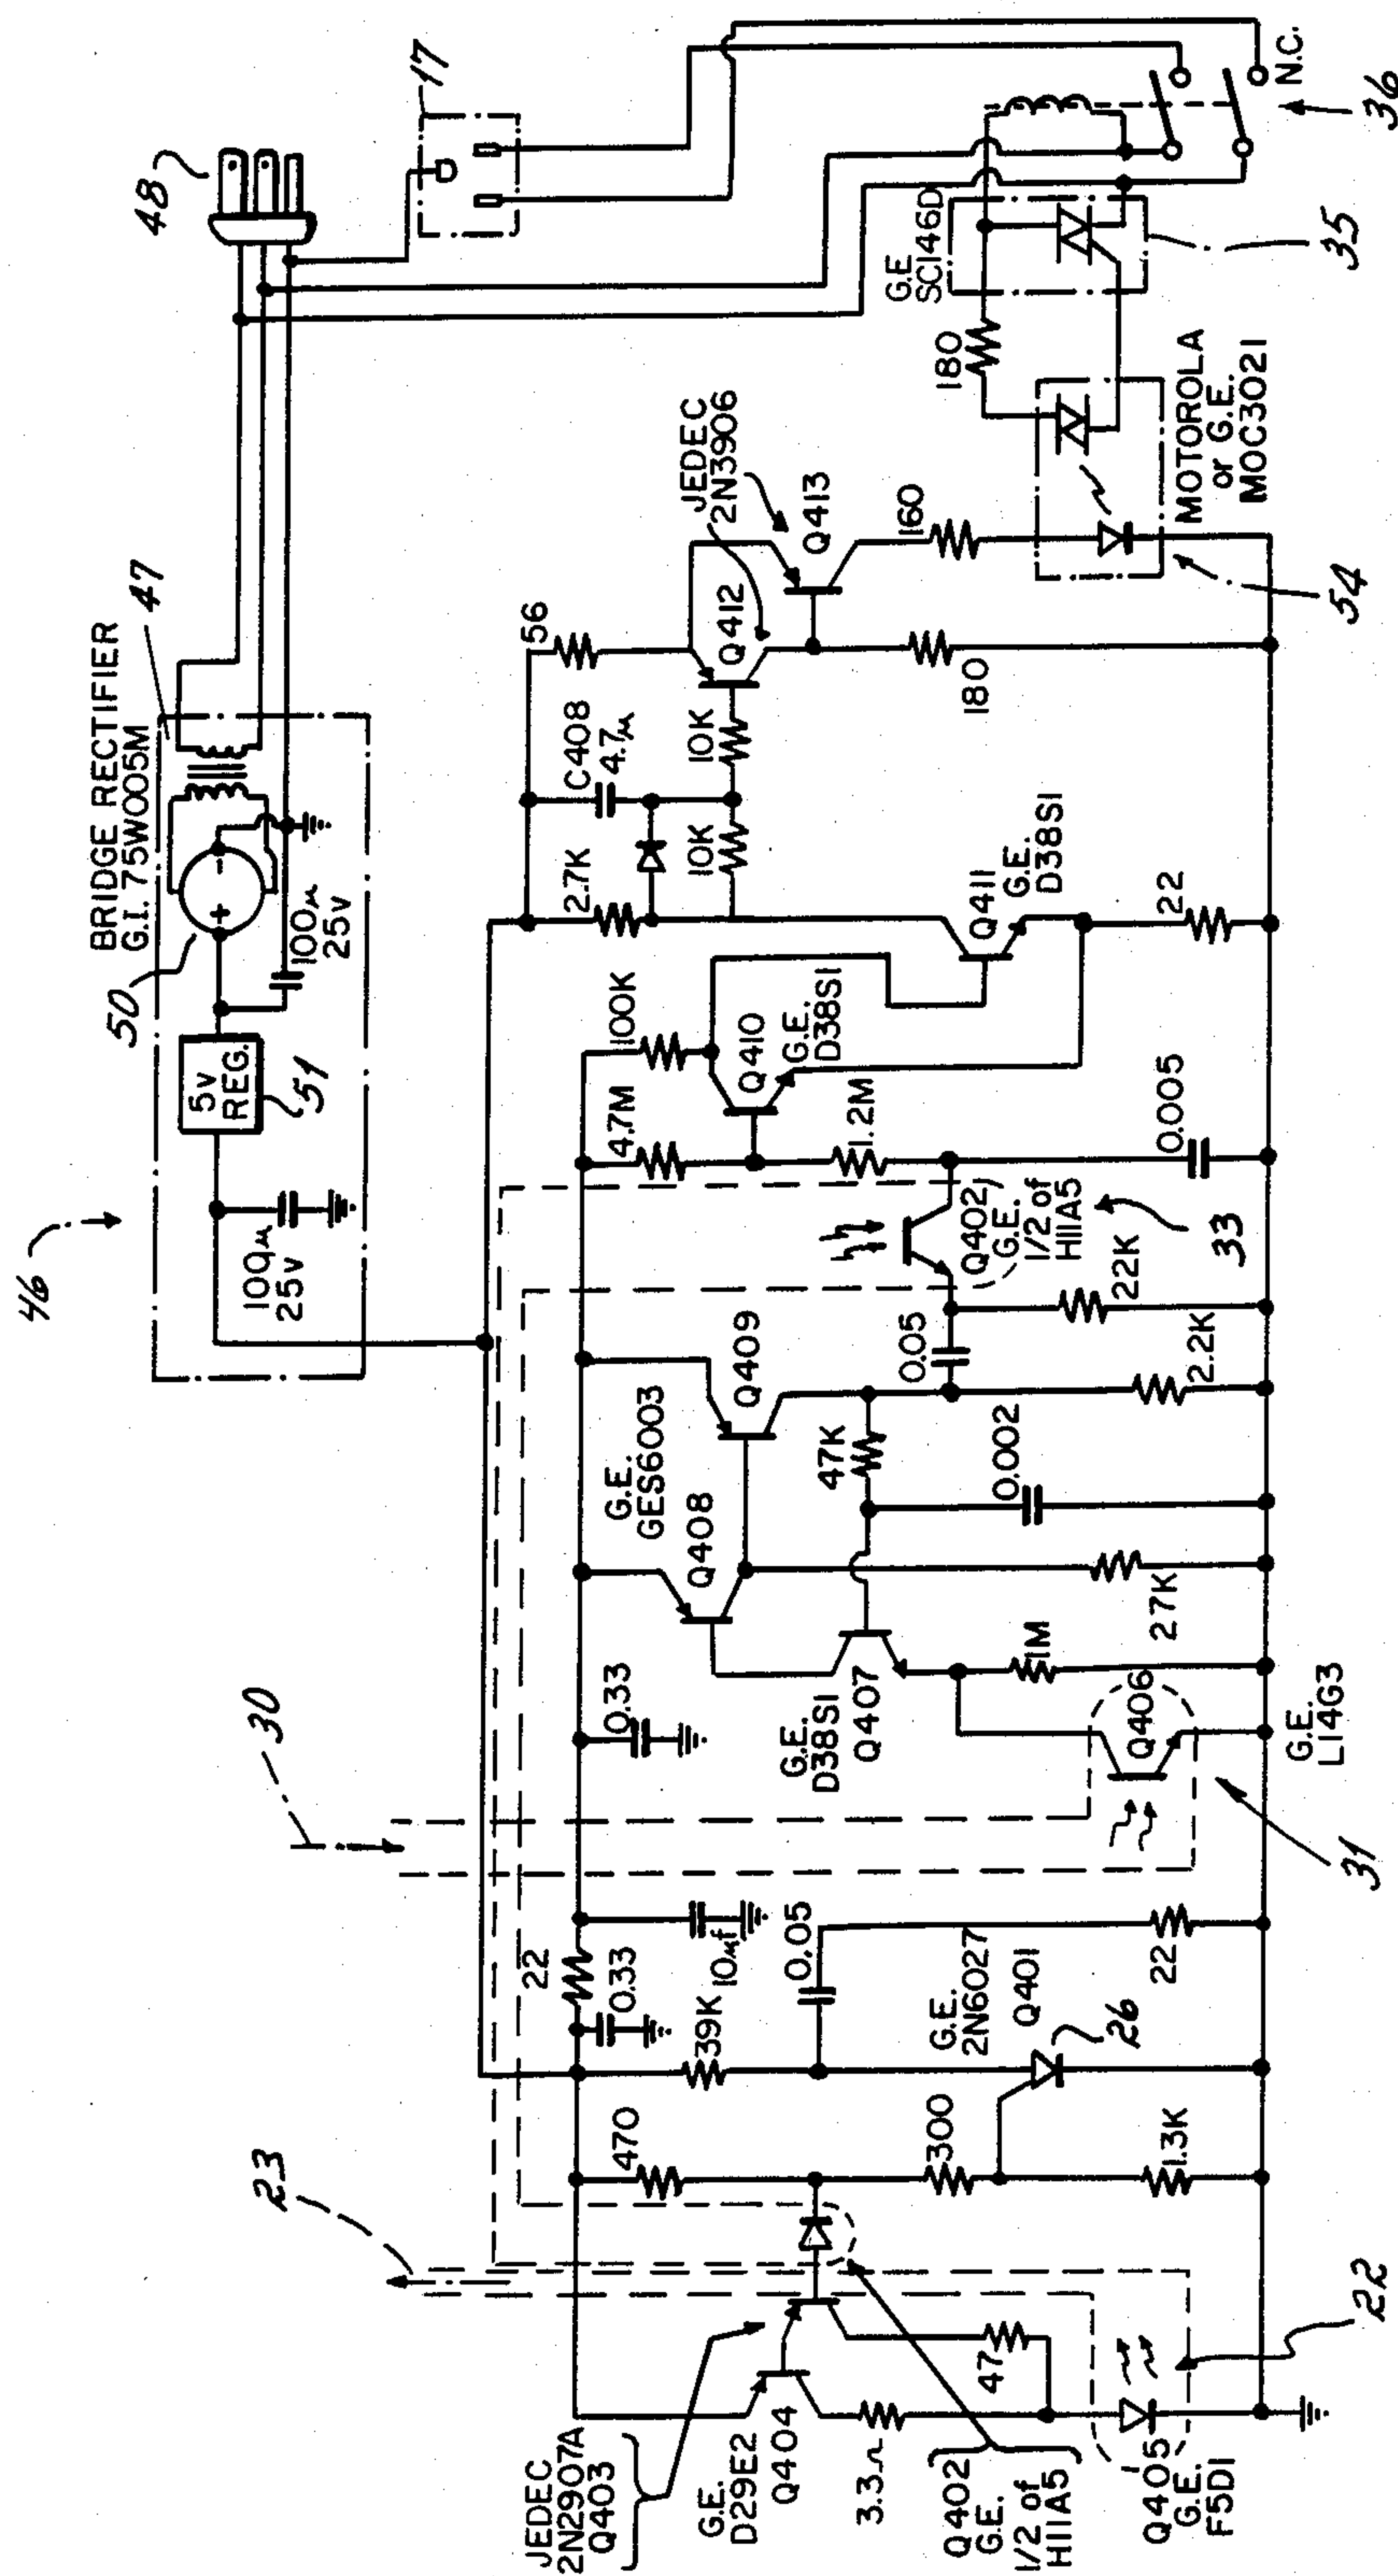 46
BRIDGE RECTIFIER
G.I. 75W005M
47
48
50
+
-
5v
REG.
51
100μ
25v
100μ
25v
17
23
30
JEDEC
2N2907A
Q403
G.E.
D29E2
Q404
3.3Ω
47
Q402
G.E.
1/2 of
H11A5
Q405
G.E.
F5D1
22
470
300
1.3K
39K
22
0.33
10μf
0.05
G.E.
2N6027
Q401
26
22
0.33
G.E.
D38S1
Q407
1M
Q406
G.E.
L14G3
31
G.E.
GES6003
Q408
Q409
47K
27K
0.002
0.05
2.2K
22K
Q402
G.E.
1/2 of
H11A5
33
4.7M
100K
Q410
G.E.
D38S1
1.2M
0.005
2.7K
10K
C408
4.7μ
10K
Q411
G.E.
D38S1
22
56
Q412
JEDEC
2N3906
Q413
180
160
54
MOTOROLA
or G.E.
MOC3021
180
G.E.
SC146D
35
N.C.
36